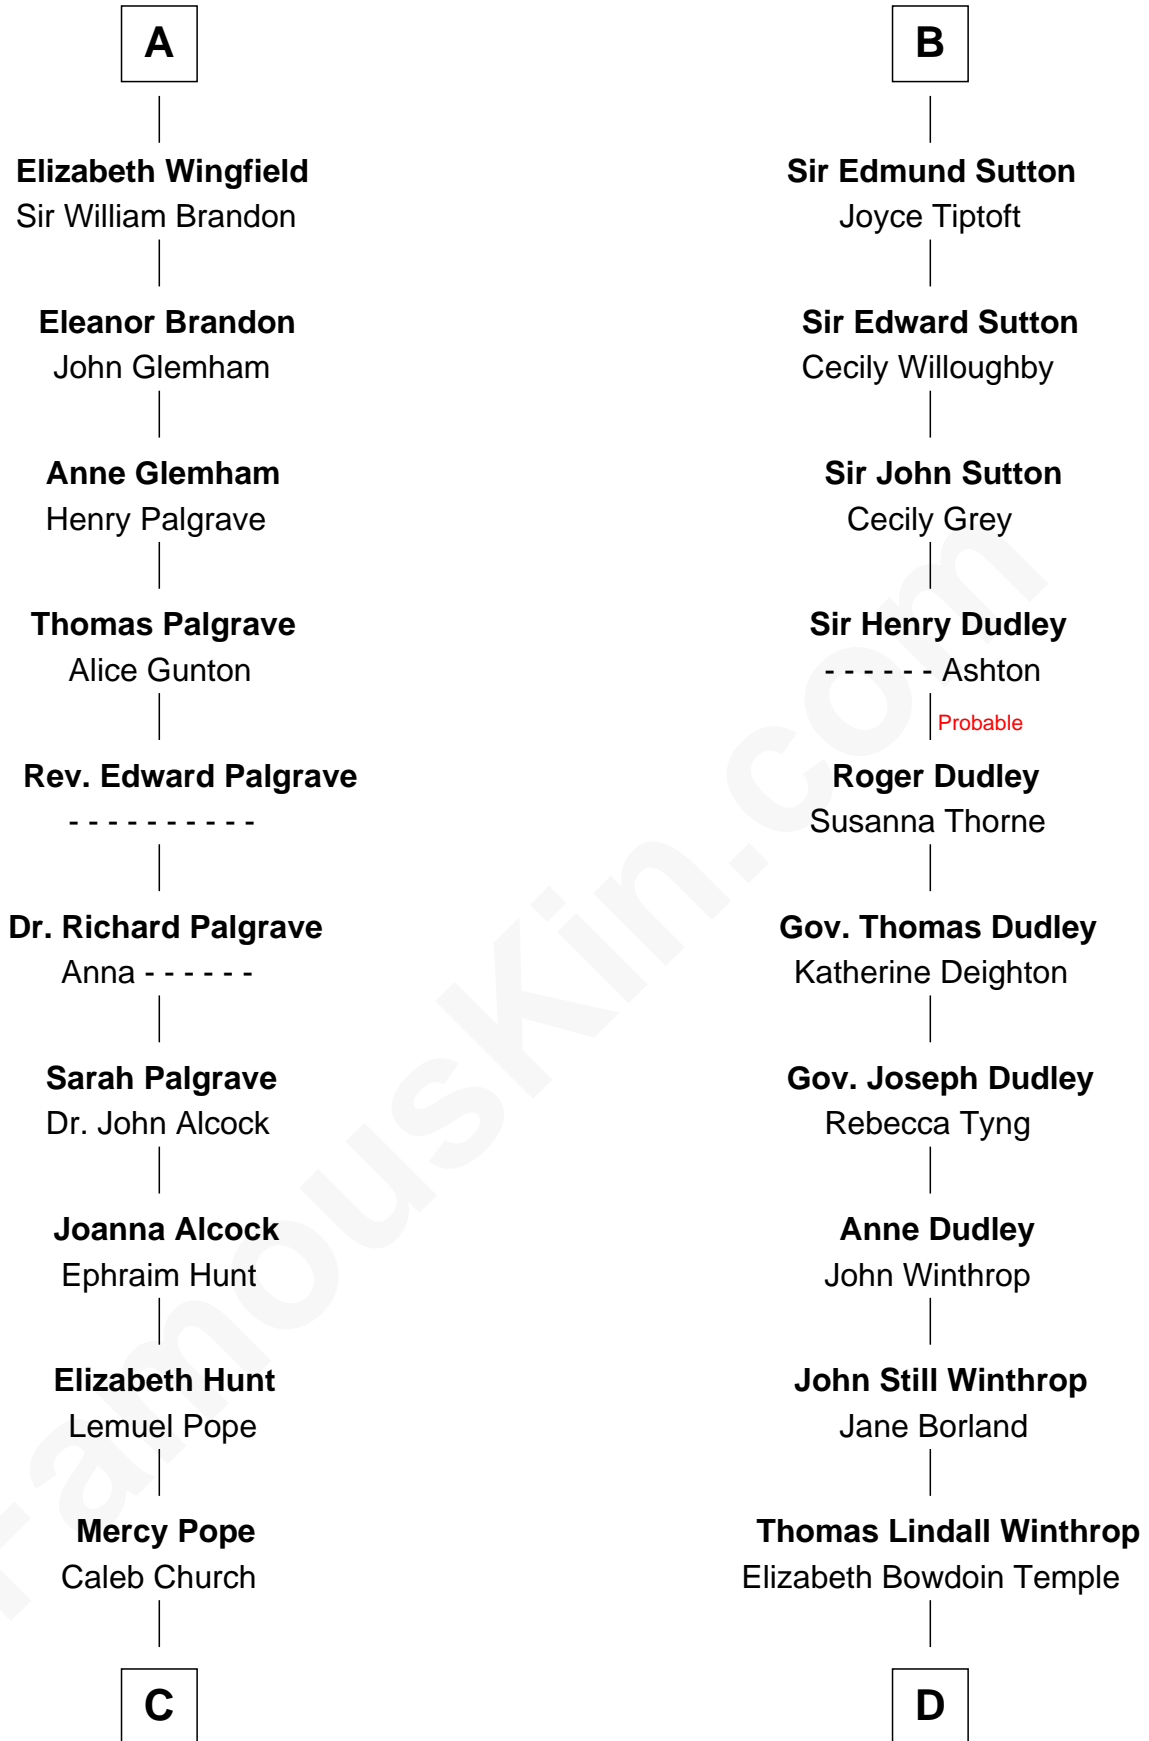 A
Elizabeth Wingfield
Sir William Brandon
Eleanor Brandon
John Glemham
Anne Glemham
Henry Palgrave
Thomas Palgrave
Alice Gunton
Rev. Edward Palgrave
- - - - - - - - - -
Dr. Richard Palgrave
Anna - - - - - -
Sarah Palgrave
Dr. John Alcock
Joanna Alcock
Ephraim Hunt
Elizabeth Hunt
Lemuel Pope
Mercy Pope
Caleb Church
C
B
Sir Edmund Sutton
Joyce Tiptoft
Sir Edward Sutton
Cecily Willoughby
Sir John Sutton
Cecily Grey
Sir Henry Dudley
- - - - - - Ashton
Probable
Roger Dudley
Susanna Thorne
Gov. Thomas Dudley
Katherine Deighton
Gov. Joseph Dudley
Rebecca Tyng
Anne Dudley
John Winthrop
John Still Winthrop
Jane Borland
Thomas Lindall Winthrop
Elizabeth Bowdoin Temple
D
FamousKin.com